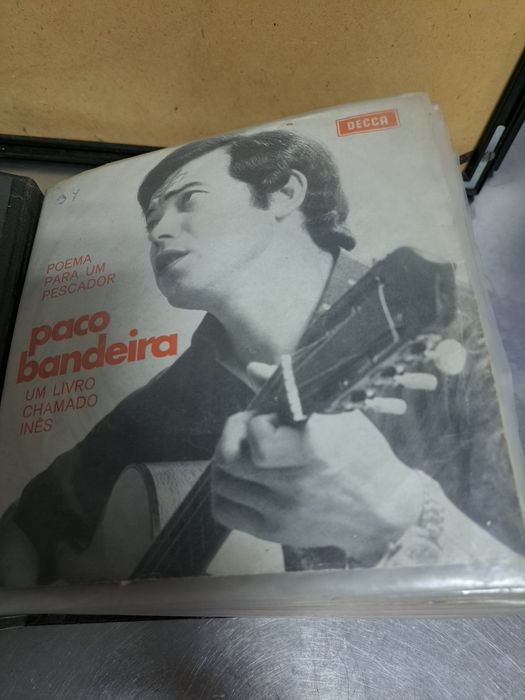 DECCA
POEMA
PARA UM
PESCADOR
paco
bandeira
UM LIVRO
CHAMADO
INÊS